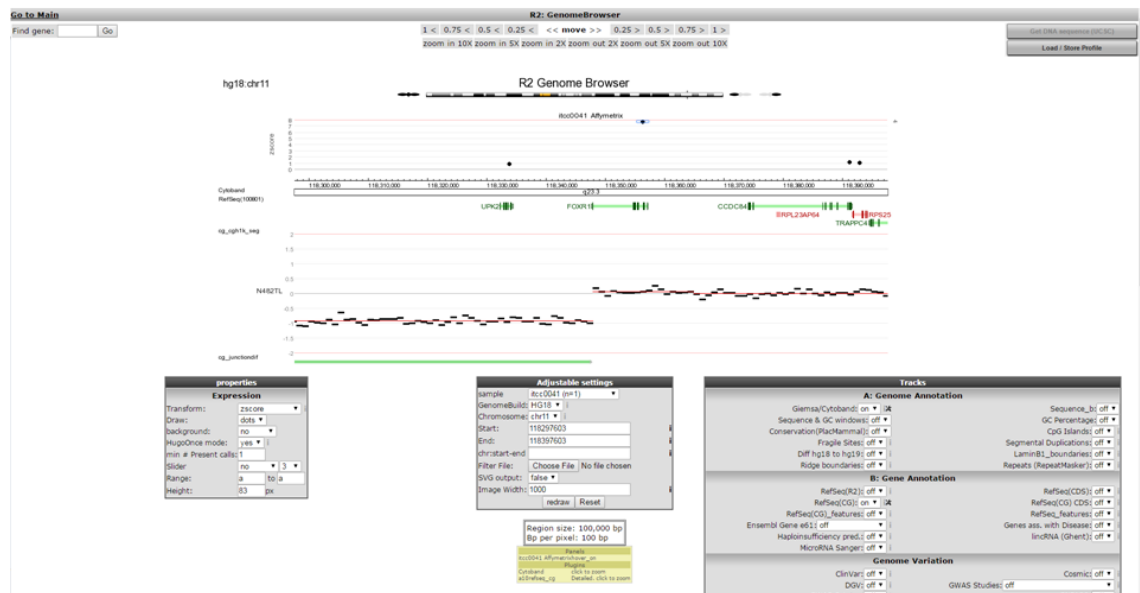 Go to Main
R2: GenomeBrowser
Find gene: Go
1 < 0.75 < 0.5 < 0.25 < << move >> 0.25 > 0.5 > 0.75 > 1 >
zoom in 10X zoom in 5X zoom in 2X zoom out 2X zoom out 5X zoom out 10X
Get DNA sequence (UCSC)
Load / Store Profile
hg18:chr11
R2 Genome Browser
itcc0041 Affymetrix
zscore
8
7
6
5
4
3
2
1
0
118,300,000 118,310,000 118,320,000 118,330,000 118,340,000 118,350,000 118,360,000 118,370,000 118,380,000 118,390,000
Cytoband
q23.3
RefSeq(100801)
UPK2 FOXR1 CCDC84
RPL23AP64 RPS25
TRAPPC4
cg_cgh1k_seg
2
1.5
1
0.5
N482TL 0
-0.5
-1
-1.5
-2
cg_junctiondif
properties
Expression
Transform: zscore
Draw: dots
background: no
HugoOnce mode: yes
min # Present calls: 1
Slider no 3
Range: a to a
Height: 83 px
Adjustable settings
sample itcc0041 (n=1)
GenomeBuild: HG18
Chromosome: chr11
Start: 118297603
End: 118397603
chr:start-end
Filter File: Choose File No file chosen
SVG output: false
Image Width: 1000
redraw Reset
Region size: 100,000 bp
Bp per pixel: 100 bp
Panels
itcc0041 Affymetrix hover_on
Plugins
Cytoband click to zoom
a10refseq_cg Detailed. click to zoom
Tracks
A: Genome Annotation
Giemsa/Cytoband: on Sequence_b: off
Sequence & GC windows: off GC Percentage: off
Conservation(PlacMammal): off CpG Islands: off
Fragile Sites: off Segmental Duplications: off
Diff hg18 to hg19: off LaminB1_boundaries: off
Ridge boundaries: off Repeats (RepeatMasker): off
B: Gene Annotation
RefSeq(R2): off RefSeq(CDS): off
RefSeq(CG): on RefSeq(CG) CDS: off
RefSeq(CG)_features: off RefSeq_features: off
Ensembl Gene e61: off Genes ass. with Disease: off
Haploinsufficiency pred.: off lincRNA (Ghent): off
MicroRNA Sanger: off
Genome Variation
ClinVar: off Cosmic: off
DGV: off GWAS Studies: off